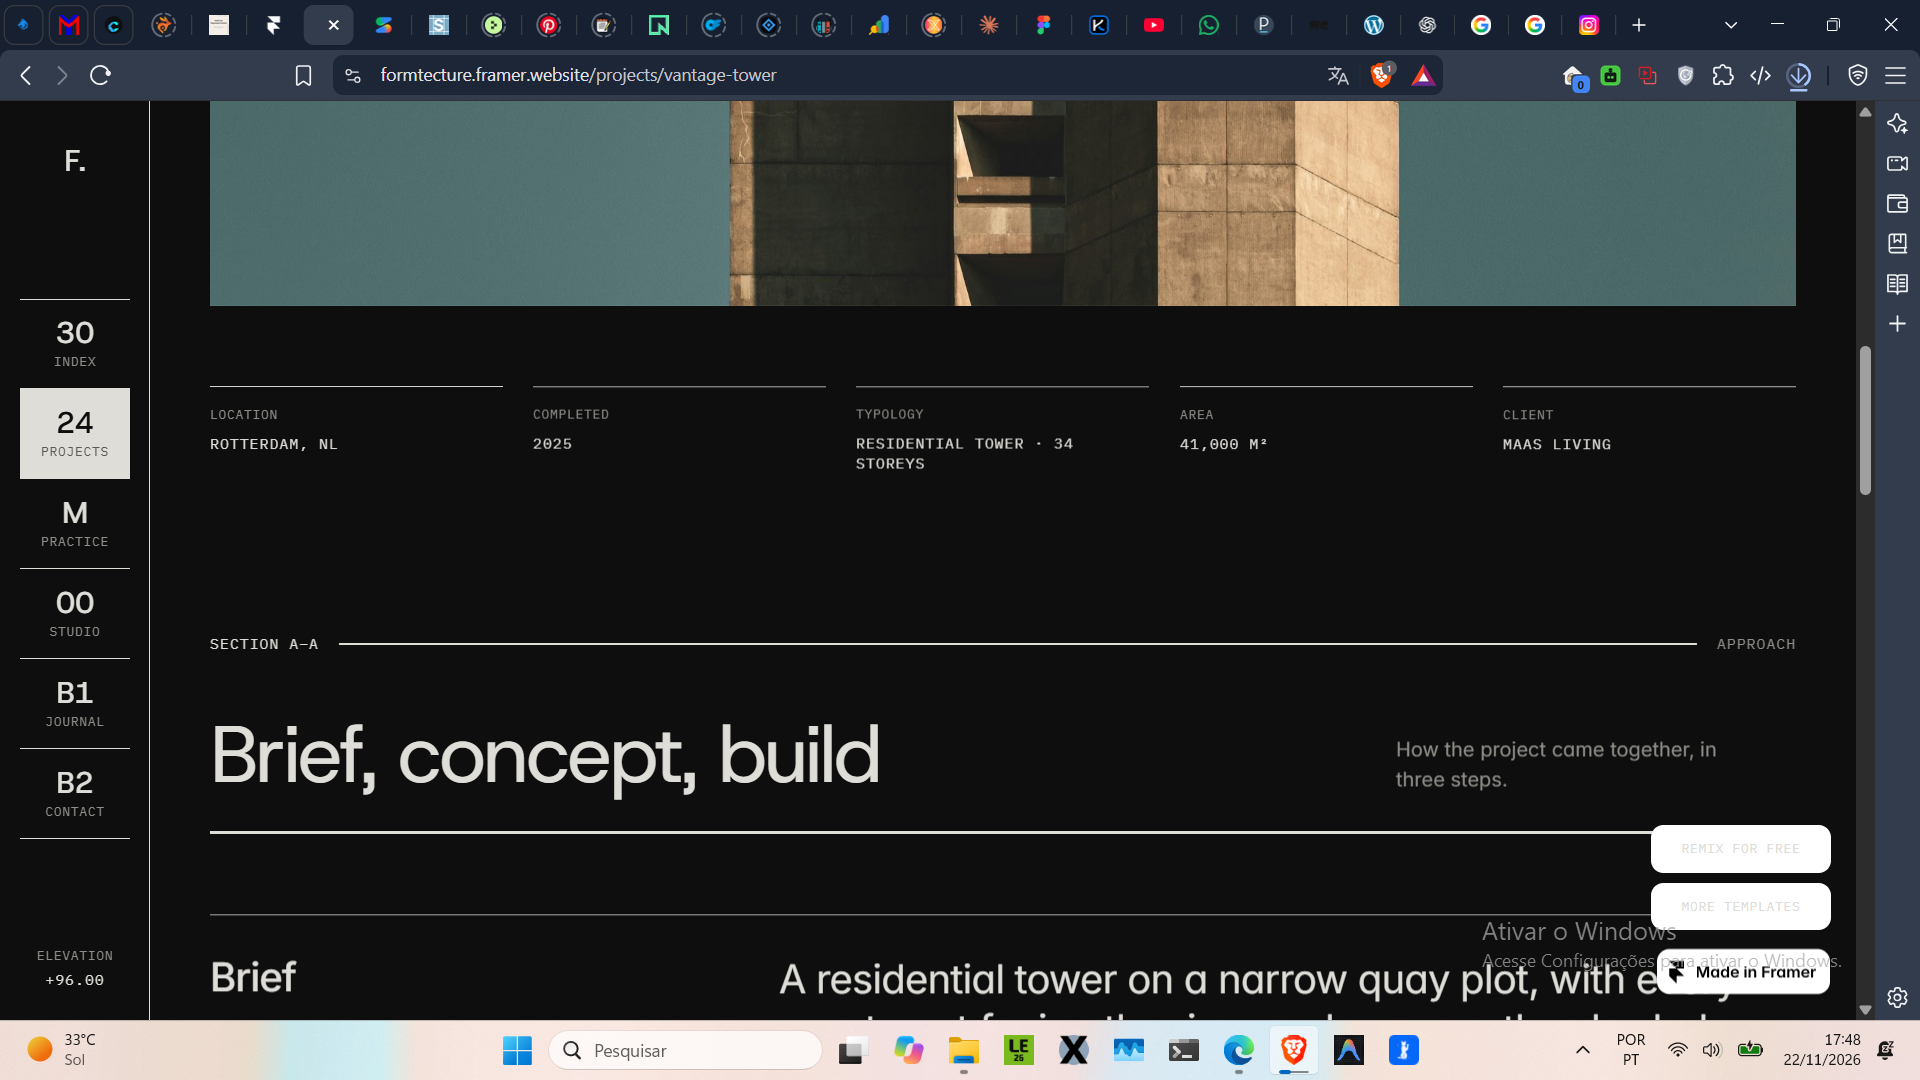 formtecture.framer.website/projects/vantage-tower
1
0
F.
30
INDEX
24
PROJECTS
M
PRACTICE
00
STUDIO
B1
JOURNAL
B2
CONTACT
ELEVATION
+96.00
LOCATION
ROTTERDAM, NL
COMPLETED
2025
TYPOLOGY
RESIDENTIAL TOWER · 34
STOREYS
AREA
41,000 M²
CLIENT
MAAS LIVING
SECTION A–A
APPROACH
Brief, concept, build
How the project came together, in
three steps.
REMIX FOR FREE
MORE TEMPLATES
Ativar o Windows
Acesse Configurações para ativar o Windows.
Made in Framer
Brief
A residential tower on a narrow quay plot, with
33°C
Sol
Pesquisar
LE
26
POR
PT
17:48
22/11/2026